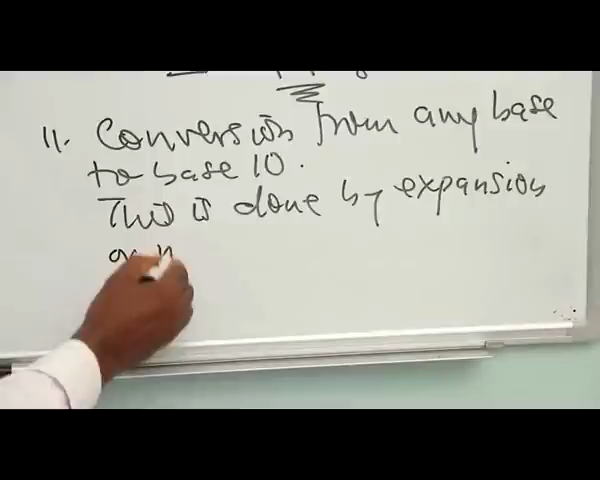 11. Conversion from any base
to base 10.
This is done by expansion